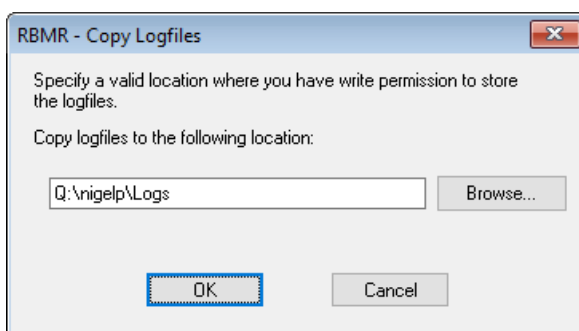 RBMR - Copy Logfiles
Specify a valid location where you have write permission to store
the logfiles.
Copy logfiles to the following location:
Q:\nigelp\Logs
Browse...
OK
Cancel